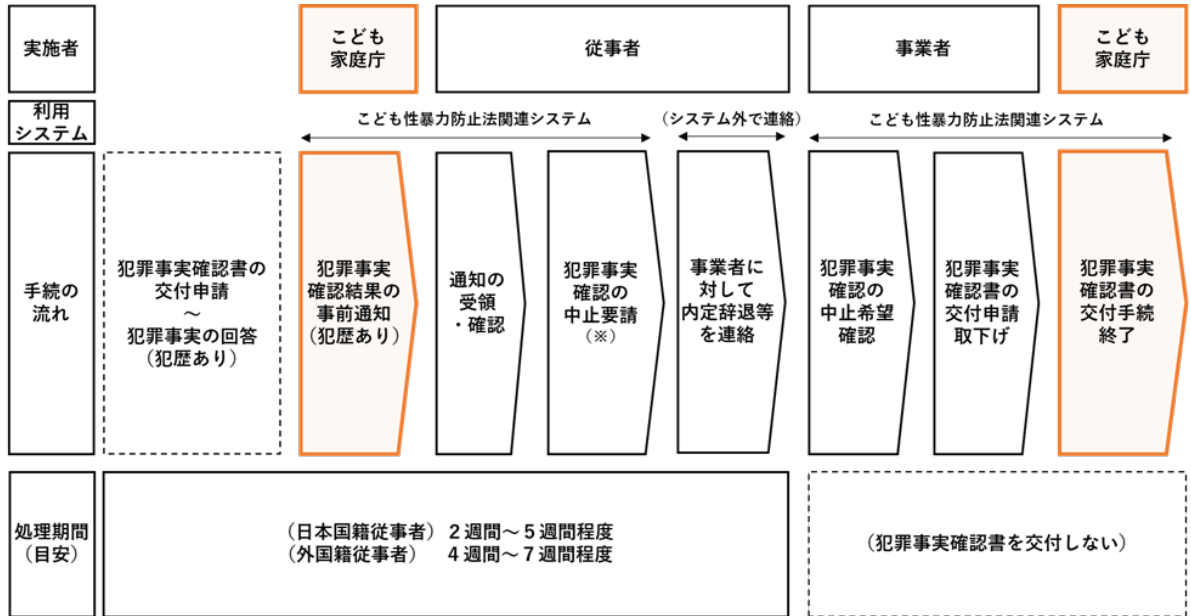 実施者
こども
家庭庁
従事者
事業者
こども
家庭庁
利用
システム
こども性暴力防止法関連システム
（システム外で連絡）
こども性暴力防止法関連システム
手続の
流れ
犯罪事実確認書の
交付申請
～
犯罪事実の回答
（犯歴あり）
犯罪事実
確認結果の
事前通知
（犯歴あり）
通知の
受領
・確認
犯罪事実
確認の
中止要請
（※）
事業者に
対して
内定辞退等
を連絡
犯罪事実
確認の
中止希望
確認
犯罪事実
確認書の
交付申請
取下げ
犯罪事実
確認書の
交付手続
終了
処理期間
（目安）
（日本国籍従事者）２週間～５週間程度
（外国籍従事者）　４週間～７週間程度
（犯罪事実確認書を交付しない）